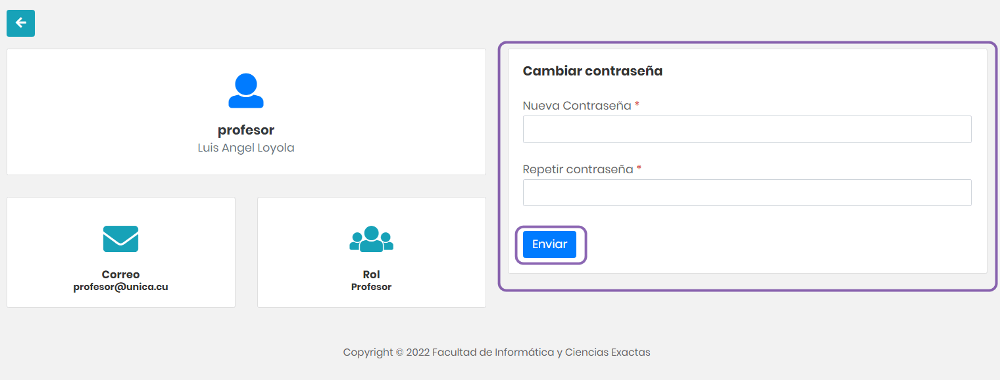 profesor
Luis Angel Loyola
Correo
profesor@unica.cu
Rol
Profesor
Cambiar contraseña
Nueva Contraseña *
Repetir contraseña *
Enviar
Copyright © 2022 Facultad de Informática y Ciencias Exactas